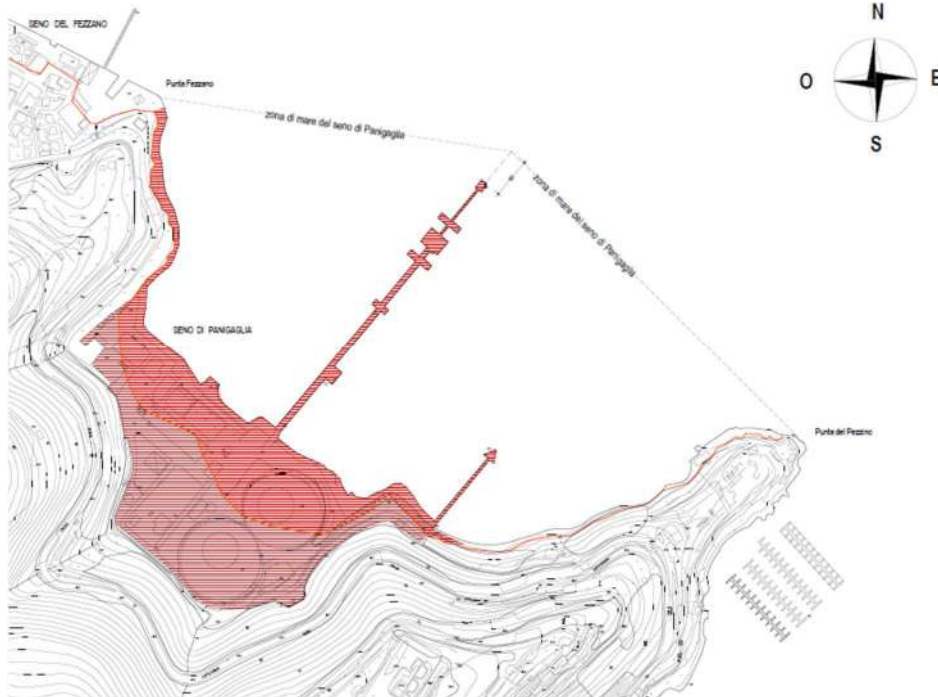 SENO DEL FEZZANO
N
Punta Fezzano
O
E
zona di mare del seno di Panigaglia
S
zona di mare del seno di Panigaglia
SENO DI PANIGAGLIA
Punta del Pezzino